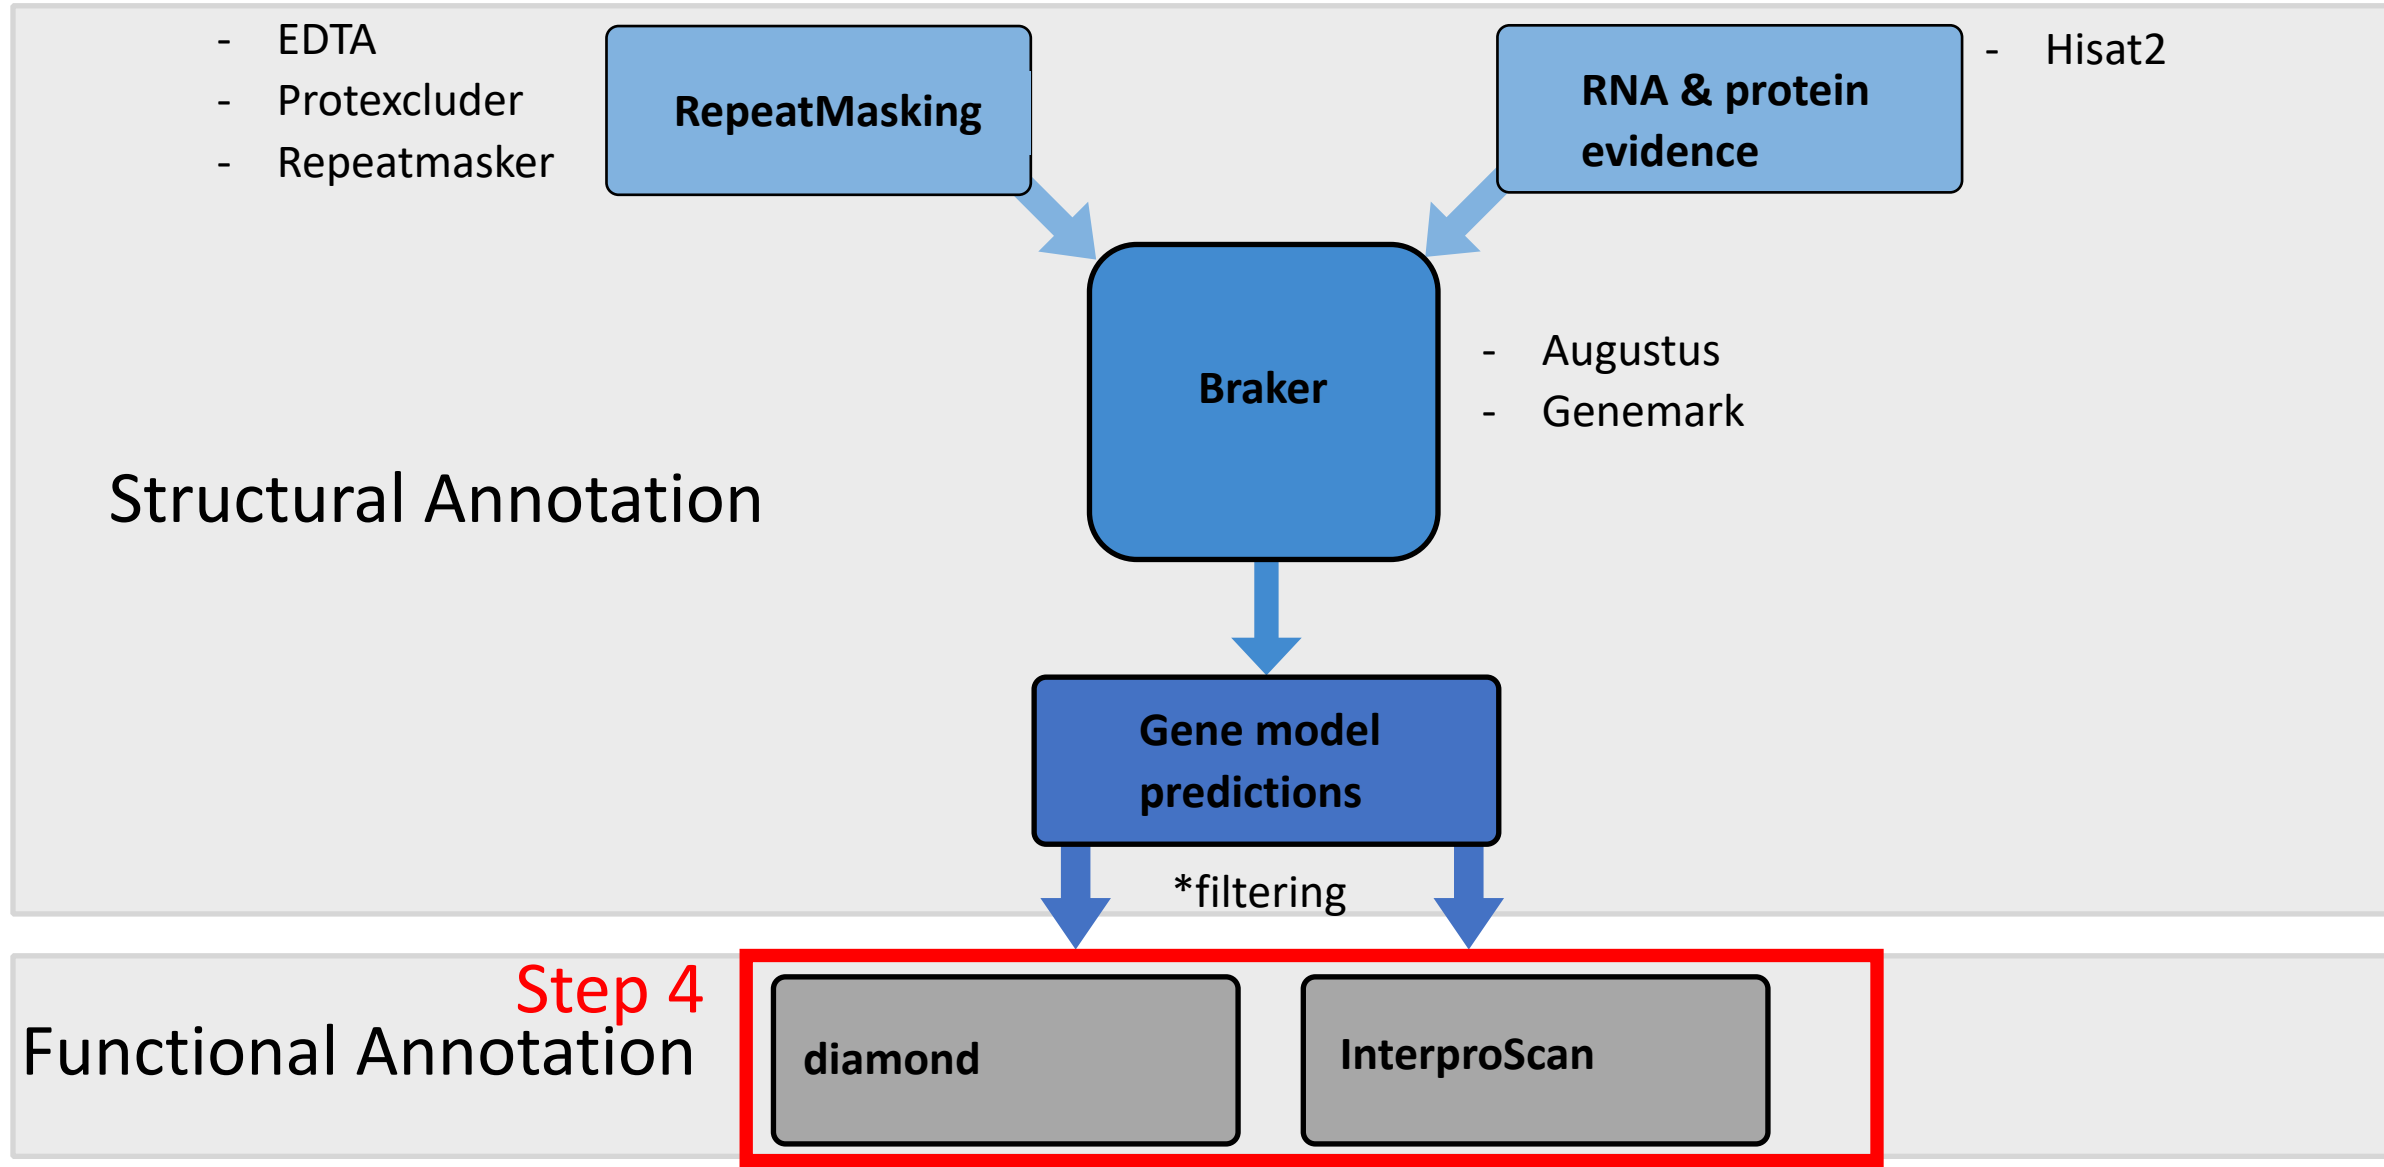 - EDTA
- Protexcluder
- Repeatmasker
RepeatMasking
RNA & protein
evidence
- Hisat2
Braker
- Augustus
- Genemark
Structural Annotation
Gene model
predictions
*filtering
Step 4
Functional Annotation
diamond
InterproScan